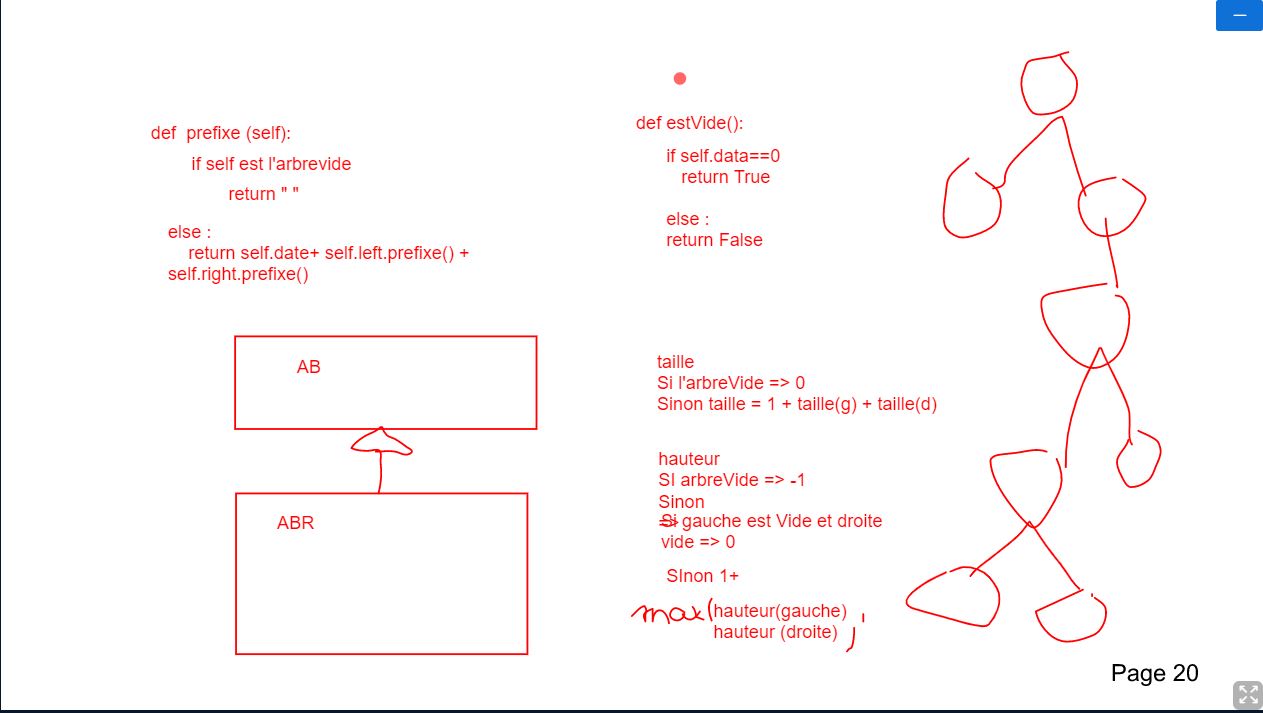 def prefixe (self):
if self est l'arbrevide
return " "
else :
return self.date+ self.left.prefixe() +
self.right.prefixe()
AB
ABR
def estVide():
if self.data==0
return True
else :
return False
taille
Si l'arbreVide => 0
Sinon taille = 1 + taille(g) + taille(d)
hauteur
SI arbreVide => -1
Sinon
=> Si gauche est Vide et droite
vide => 0
SInon 1+
max(hauteur(gauche) ,
hauteur (droite) )
Page 20